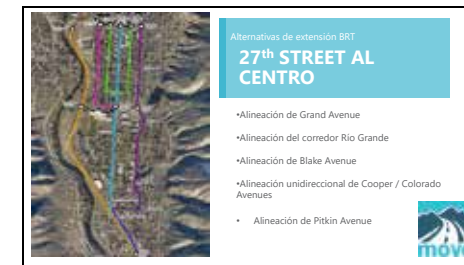 Alternativas de extensión BRT
27th STREET AL
CENTRO
•Alineación de Grand Avenue
•Alineación del corredor Rio Grande
•Alineación de Blake Avenue
•Alineación unidireccional de Cooper / Colorado
Avenues
• Alineación de Pitkin Avenue
move